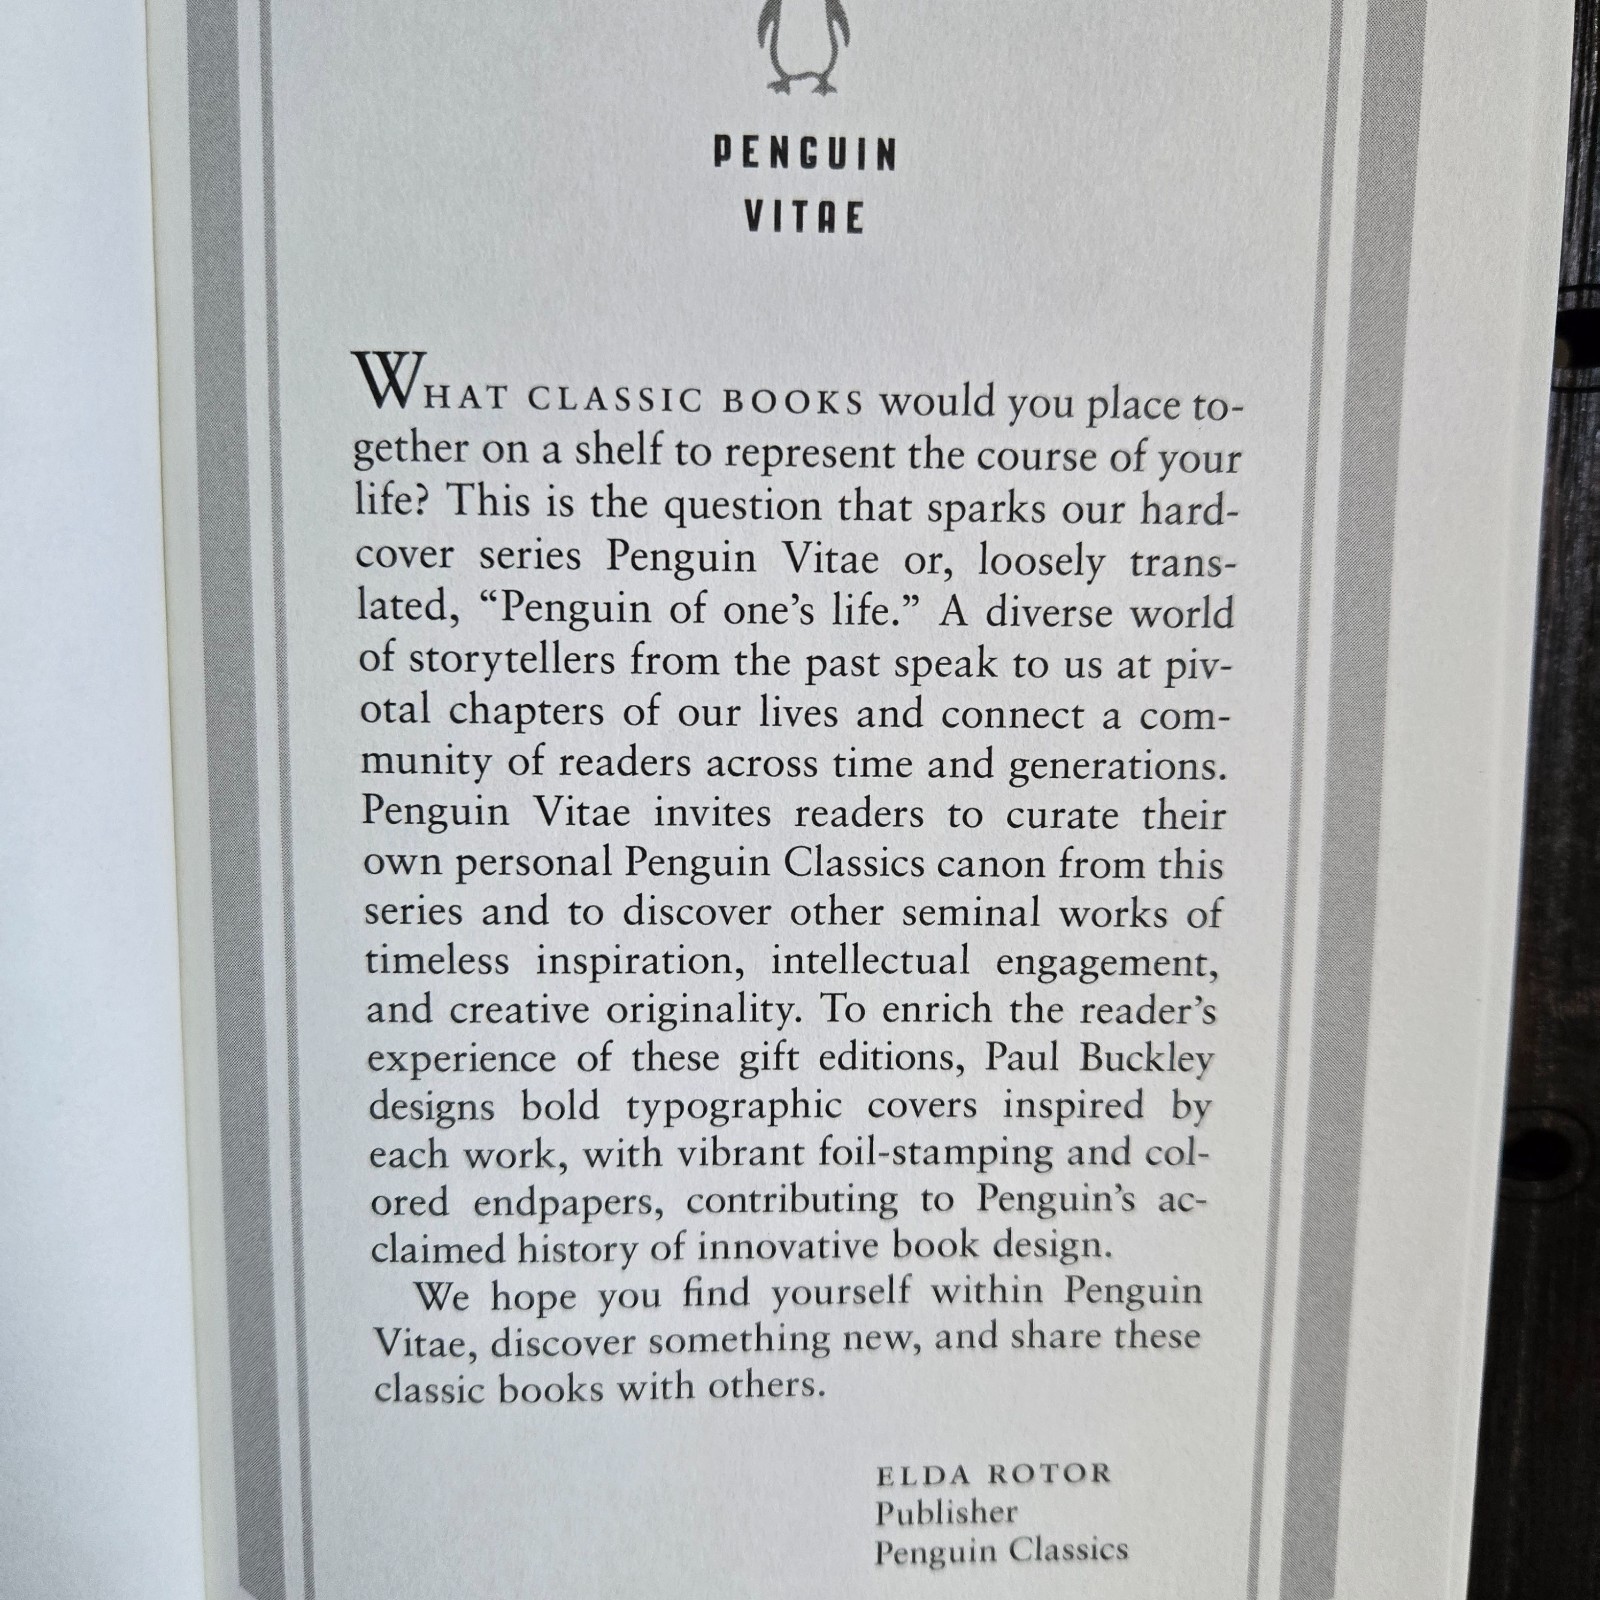 PENGUIN
VITAE
WHAT CLASSIC BOOKS would you place to-
gether on a shelf to represent the course of your
life? This is the question that sparks our hard-
cover series Penguin Vitae or, loosely trans-
lated, “Penguin of one’s life.” A diverse world
of storytellers from the past speak to us at piv-
otal chapters of our lives and connect a com-
munity of readers across time and generations.
Penguin Vitae invites readers to curate their
own personal Penguin Classics canon from this
series and to discover other seminal works of
timeless inspiration, intellectual engagement,
and creative originality. To enrich the reader’s
experience of these gift editions, Paul Buckley
designs bold typographic covers inspired by
each work, with vibrant foil-stamping and col-
ored endpapers, contributing to Penguin’s ac-
claimed history of innovative book design.
We hope you find yourself within Penguin
Vitae, discover something new, and share these
classic books with others.
ELDA ROTOR
Publisher
Penguin Classics